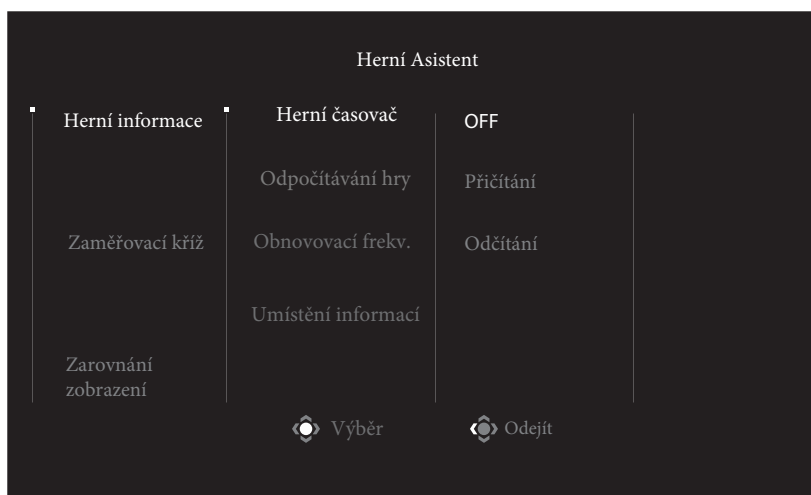 Herní Asistent
Herní informace
Herní časovač
OFF
Odpočítávání hry
Přičítání
Zaměřovací kříž
Obnovovací frekv.
Odčítání
Umístění informací
Zarovnání
zobrazení
Výběr
Odejít